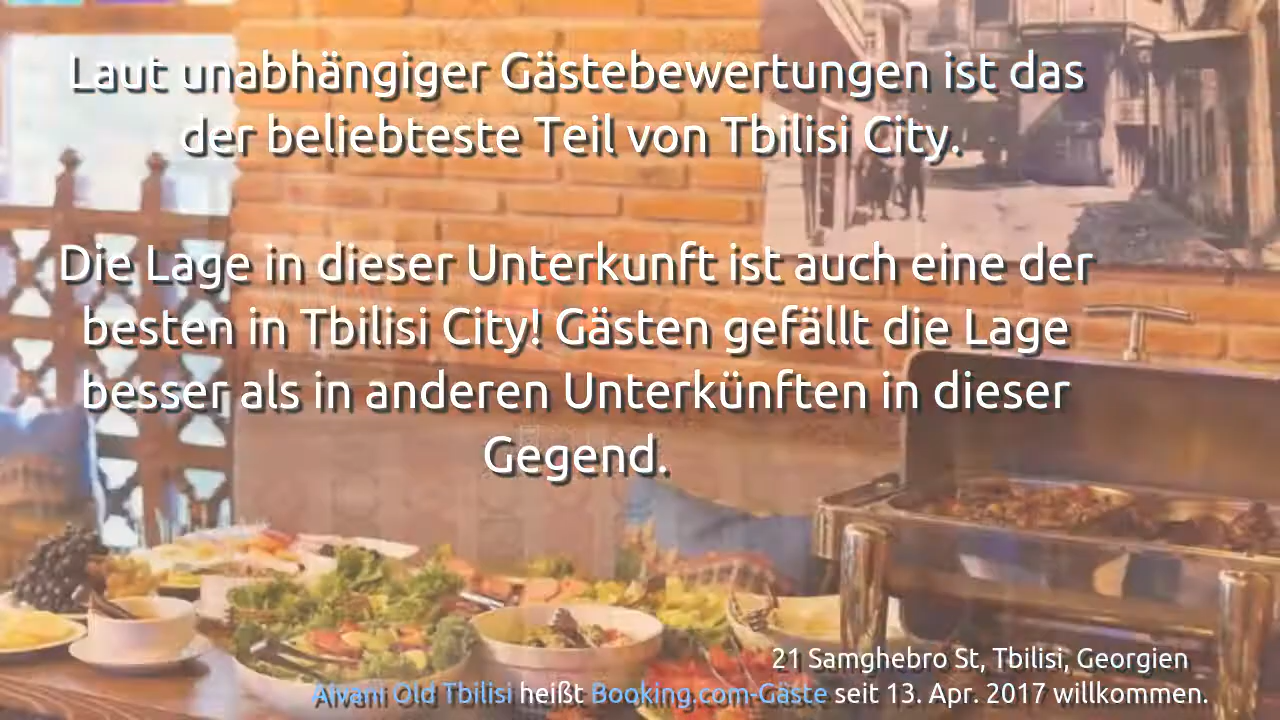 Laut unabhängiger Gästebewertungen ist das
der beliebteste Teil von Tbilisi City.
Die Lage in dieser Unterkunft ist auch eine der
besten in Tbilisi City! Gästen gefällt die Lage
besser als in anderen Unterkünften in dieser
Gegend.
21 Samghebro St, Tbilisi, Georgien
Aivani Old Tbilisi heißt Booking.com-Gäste seit 13. Apr. 2017 willkommen.